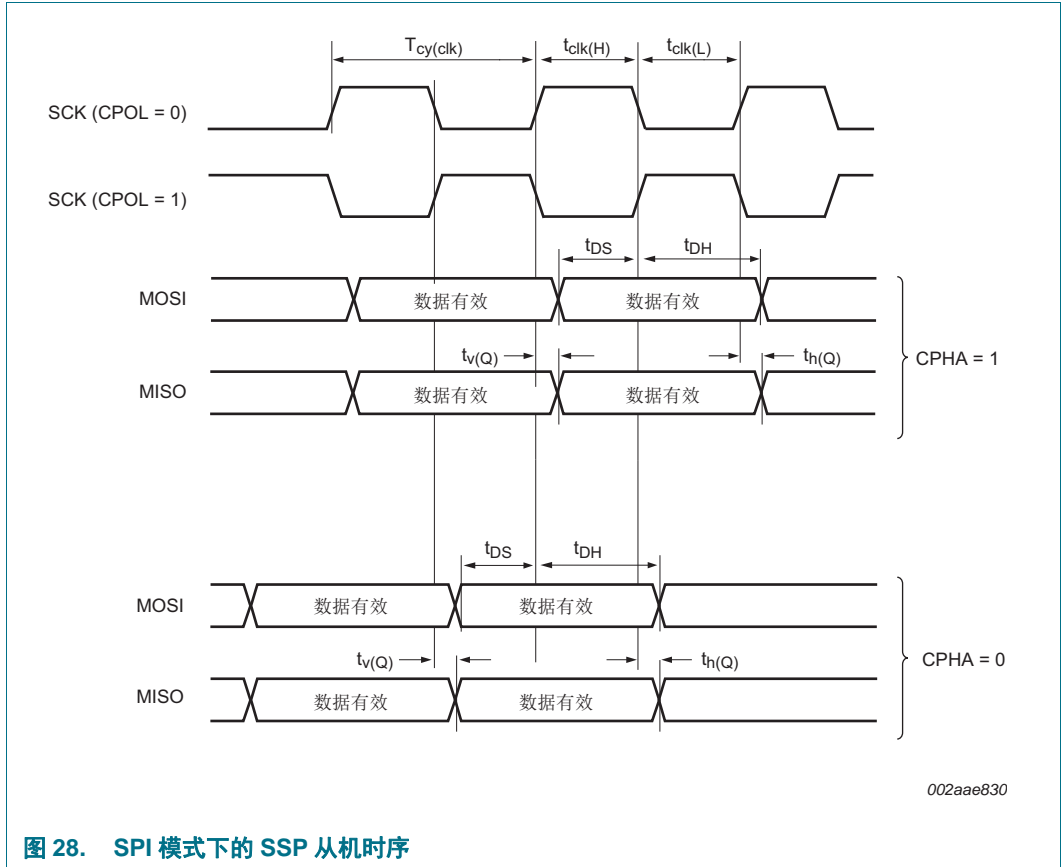 Tcy(clk) tclk(H) tclk(L)
SCK (CPOL = 0)
SCK (CPOL = 1)
tDS tDH
MOSI 数据有效 数据有效
tv(Q) th(Q)
CPHA = 1
MISO 数据有效 数据有效
tDS tDH
MOSI 数据有效 数据有效
tv(Q) th(Q)
CPHA = 0
MISO 数据有效 数据有效
002aae830
图 28. SPI 模式下的 SSP 从机时序